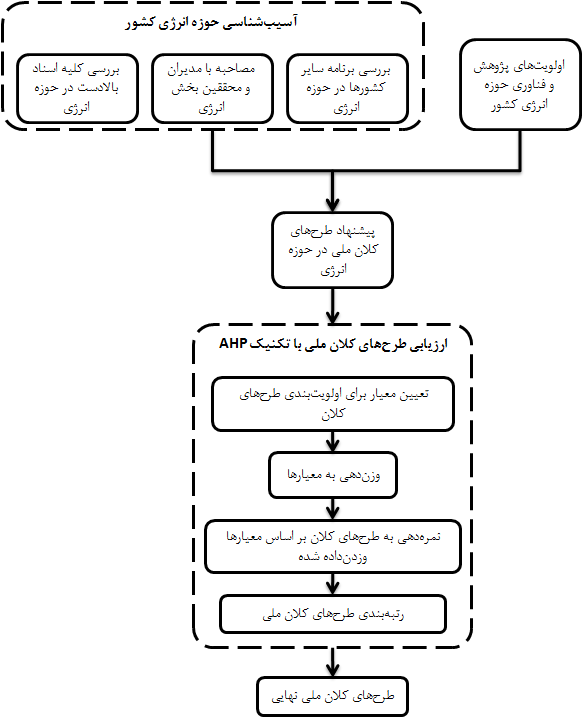 آسیب‌شناسی حوزه انرژی کشور
اولویت‌های پژوهش
و فناوری حوزه
انرژی کشور
بررسی برنامه سایر
کشورها در حوزه
انرژی
مصاحبه با مدیران
و محققین بخش
انرژی
بررسی کلیه اسناد
بالادست در حوزه
انرژی
پیشنهاد طرح‌های
کلان ملی در حوزه
انرژی
ارزیابی طرح‌های کلان ملی با تکنیک AHP
تعیین معیار برای اولویت‌بندی طرح‌های
کلان
وزن‌دهی به معیارها
نمره‌دهی به طرح‌های کلان بر اساس معیارها
وزدن‌داده شده
رتبه‌بندی طرح‌های کلان ملی
طرح‌های کلان ملی نهایی